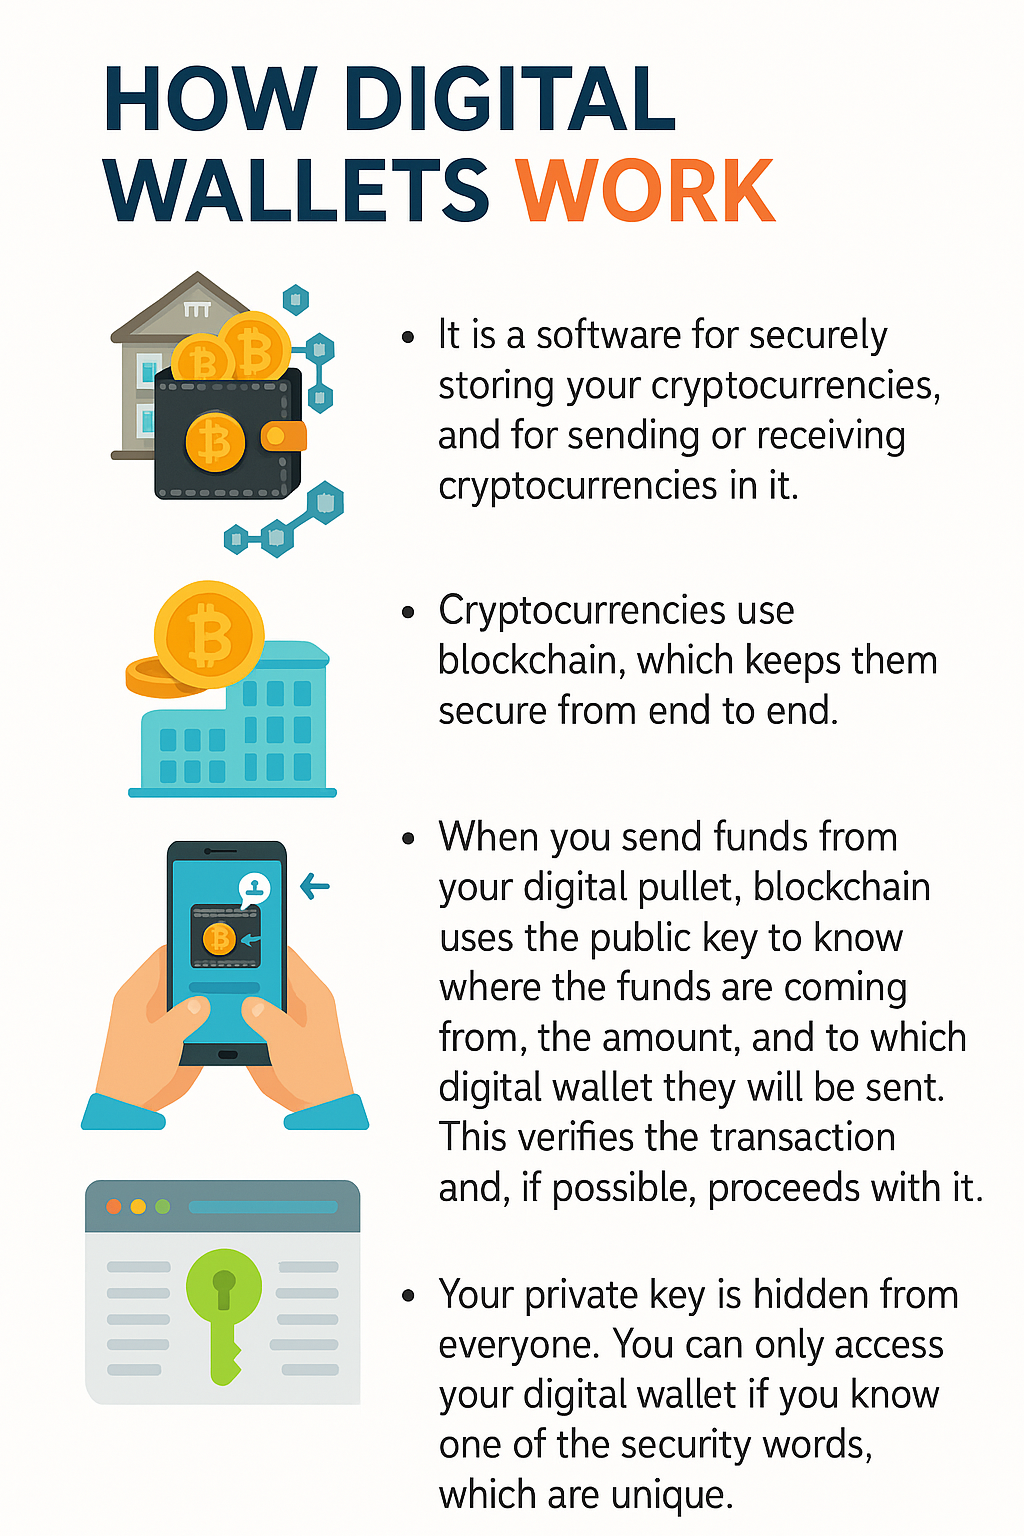 HOW DIGITAL
WALLETS WORK
• It is a software for securely
storing your cryptocurrencies,
and for sending or receiving
cryptocurrencies in it.
• Cryptocurrencies use
blockchain, which keeps them
secure from end to end.
• When you send funds from
your digital pullet, blockchain
uses the public key to know
where the funds are coming
from, the amount, and to which
digital wallet they will be sent.
This verifies the transaction
and, if possible, proceeds with it.
• Your private key is hidden from
everyone. You can only access
your digital wallet if you know
one of the security words,
which are unique.